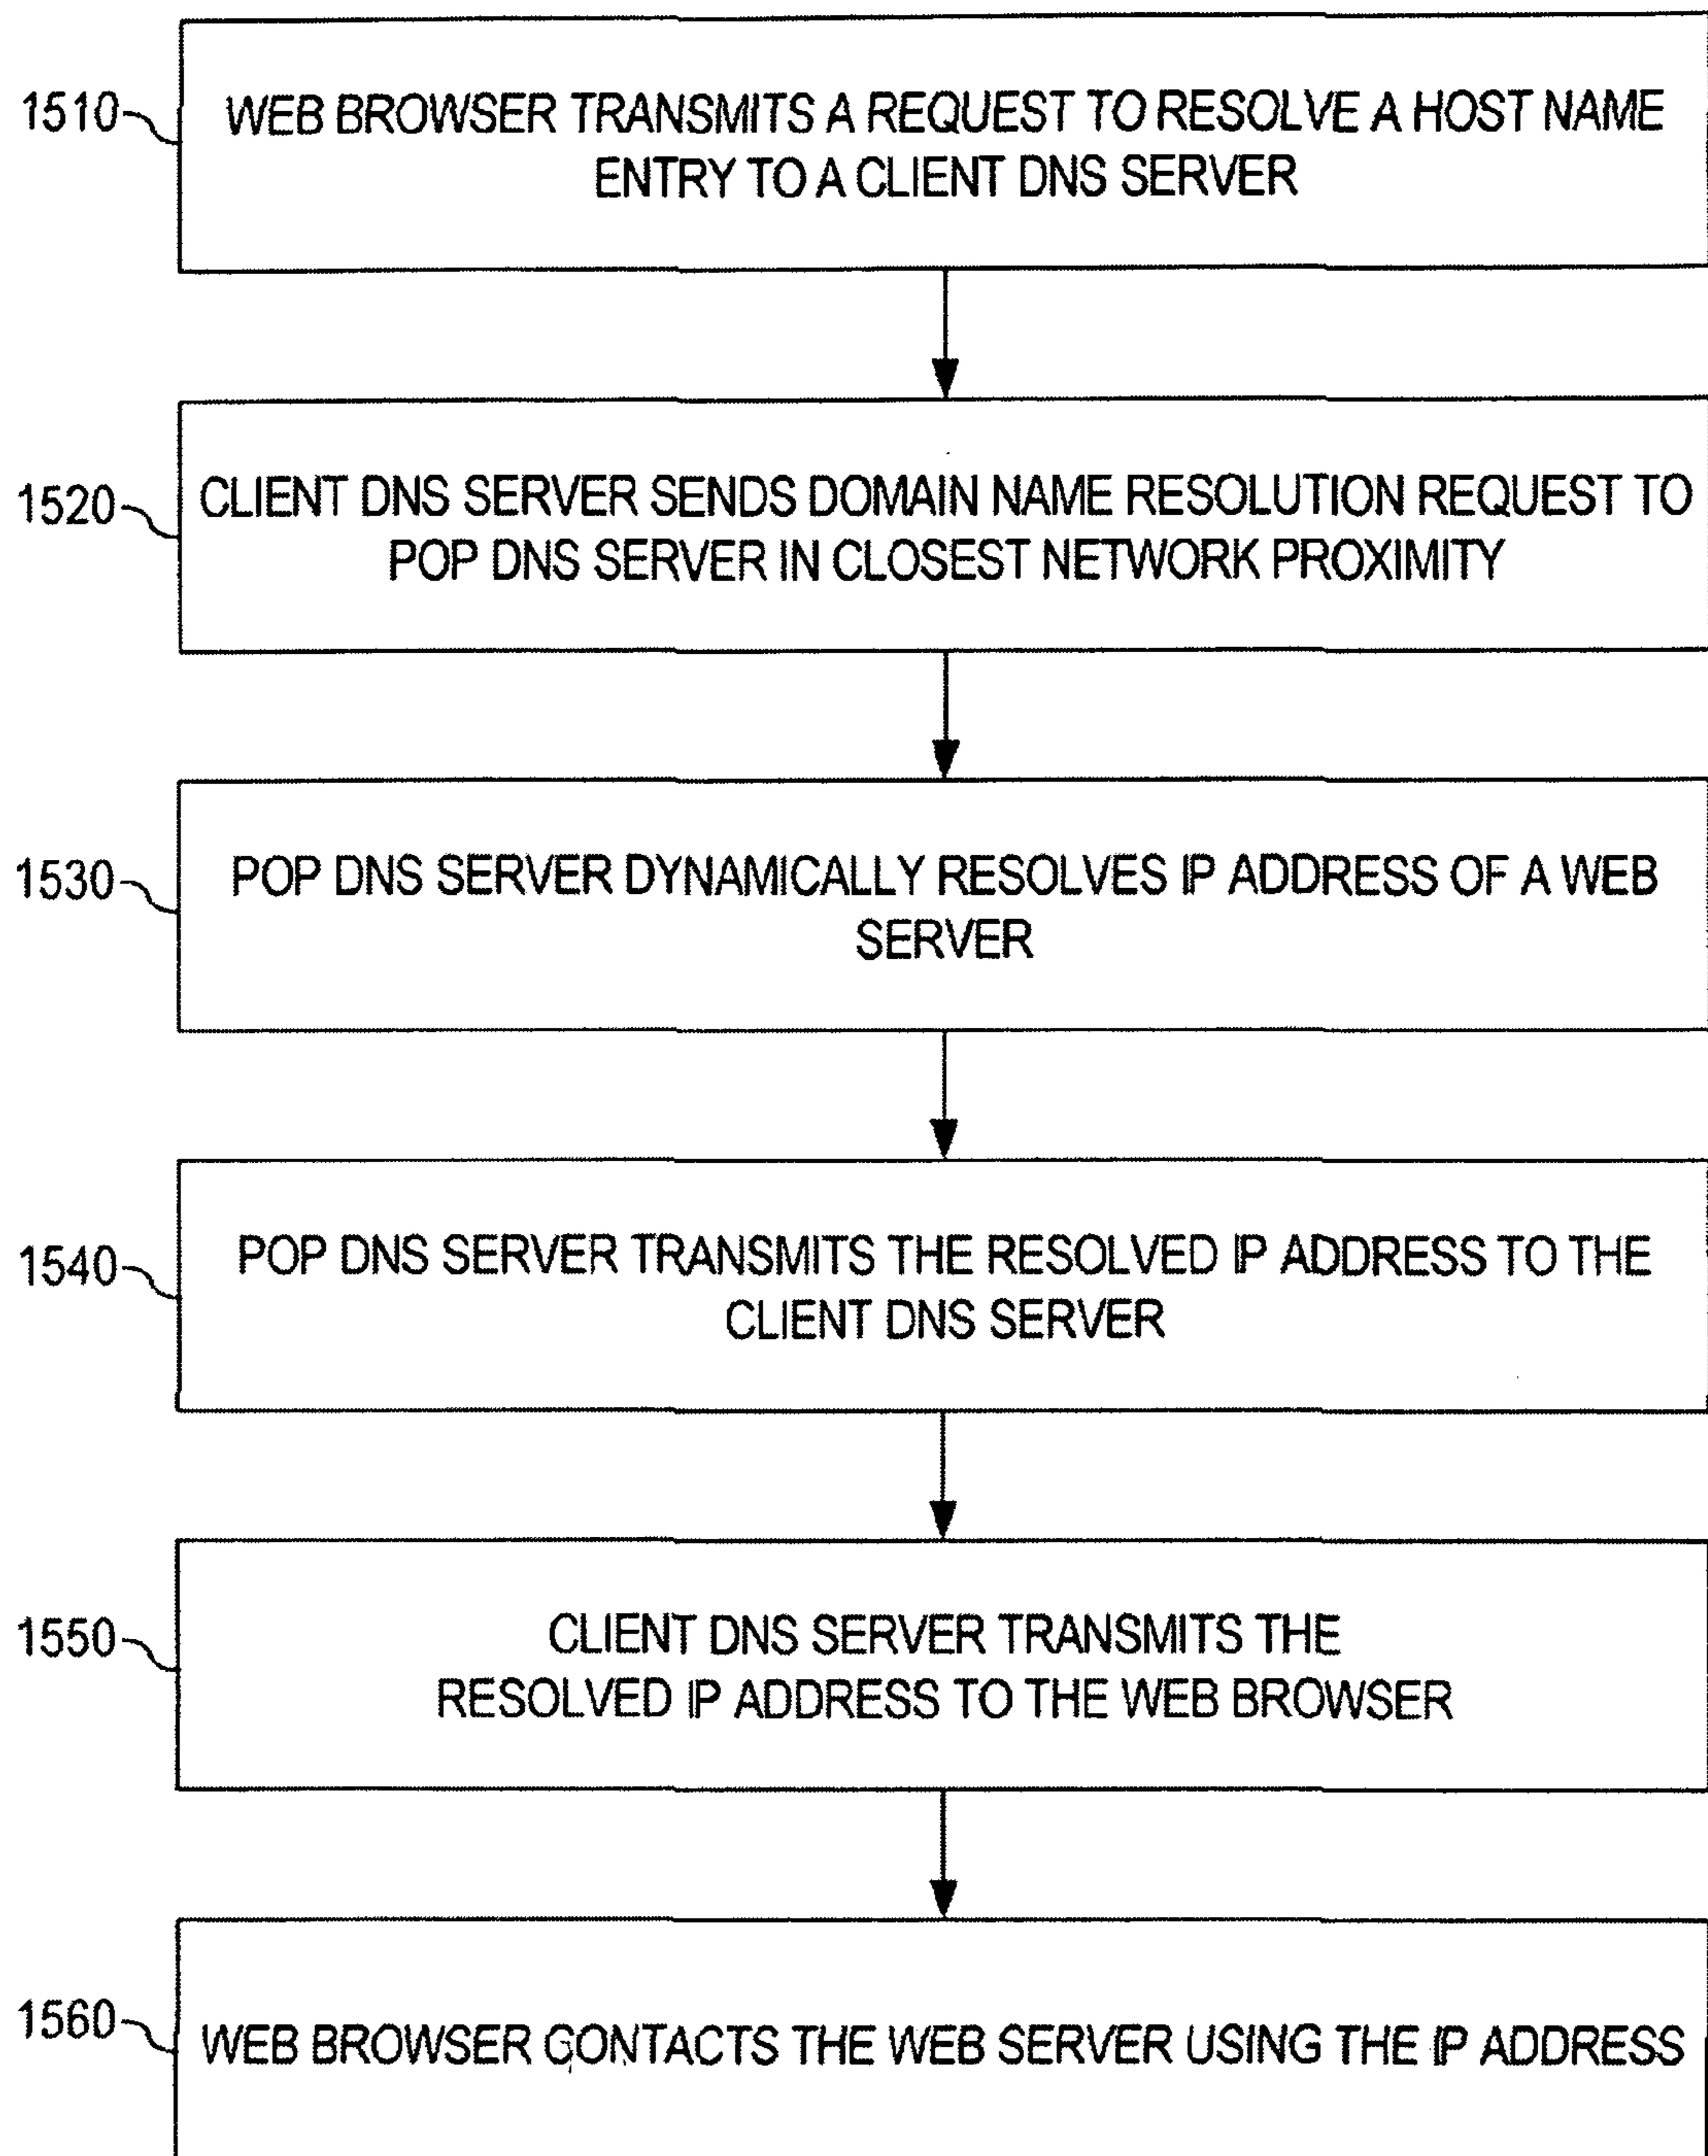 1510
WEB BROWSER TRANSMITS A REQUEST TO RESOLVE A HOST NAME
ENTRY TO A CLIENT DNS SERVER
1520
CLIENT DNS SERVER SENDS DOMAIN NAME RESOLUTION REQUEST TO
POP DNS SERVER IN CLOSEST NETWORK PROXIMITY
1530
POP DNS SERVER DYNAMICALLY RESOLVES IP ADDRESS OF A WEB
SERVER
1540
POP DNS SERVER TRANSMITS THE RESOLVED IP ADDRESS TO THE
CLIENT DNS SERVER
1550
CLIENT DNS SERVER TRANSMITS THE
RESOLVED IP ADDRESS TO THE WEB BROWSER
1560
WEB BROWSER CONTACTS THE WEB SERVER USING THE IP ADDRESS